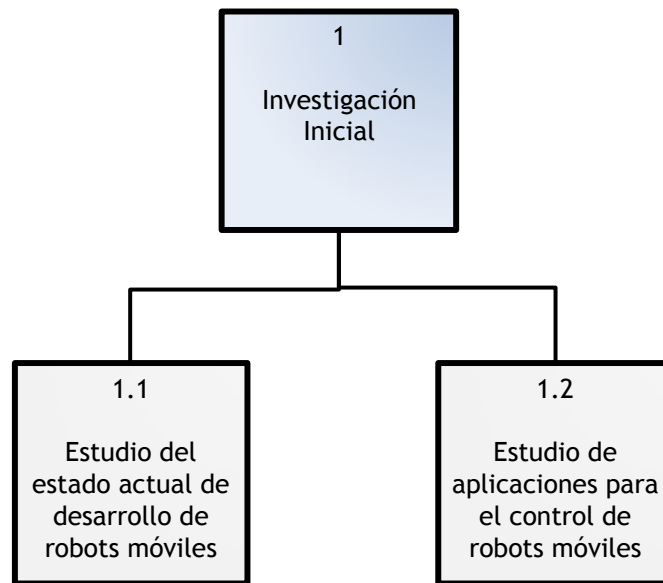 1
Investigación
Inicial
1.1
Estudio del
estado actual de
desarrollo de
robots móviles
1.2
Estudio de
aplicaciones para
el control de
robots móviles